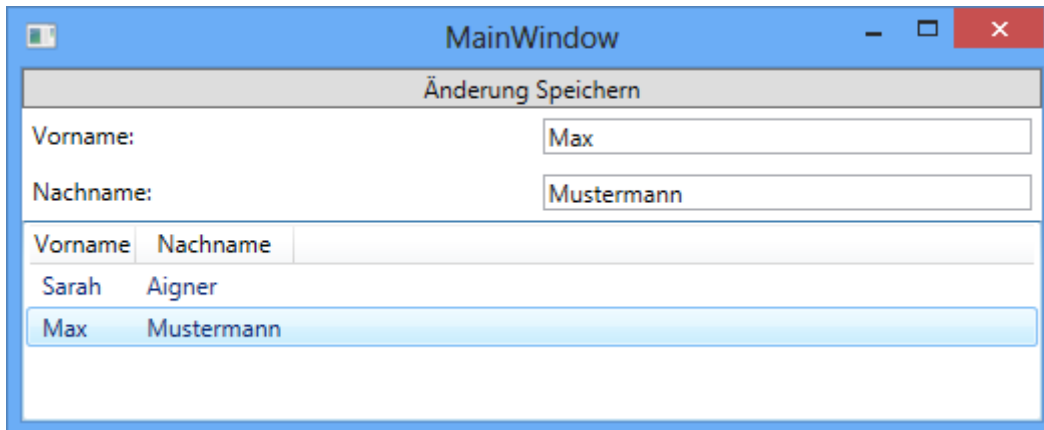 MainWindow
Änderung Speichern
Vorname: Max
Nachname: Mustermann
Vorname Nachname
Sarah Aigner
Max Mustermann